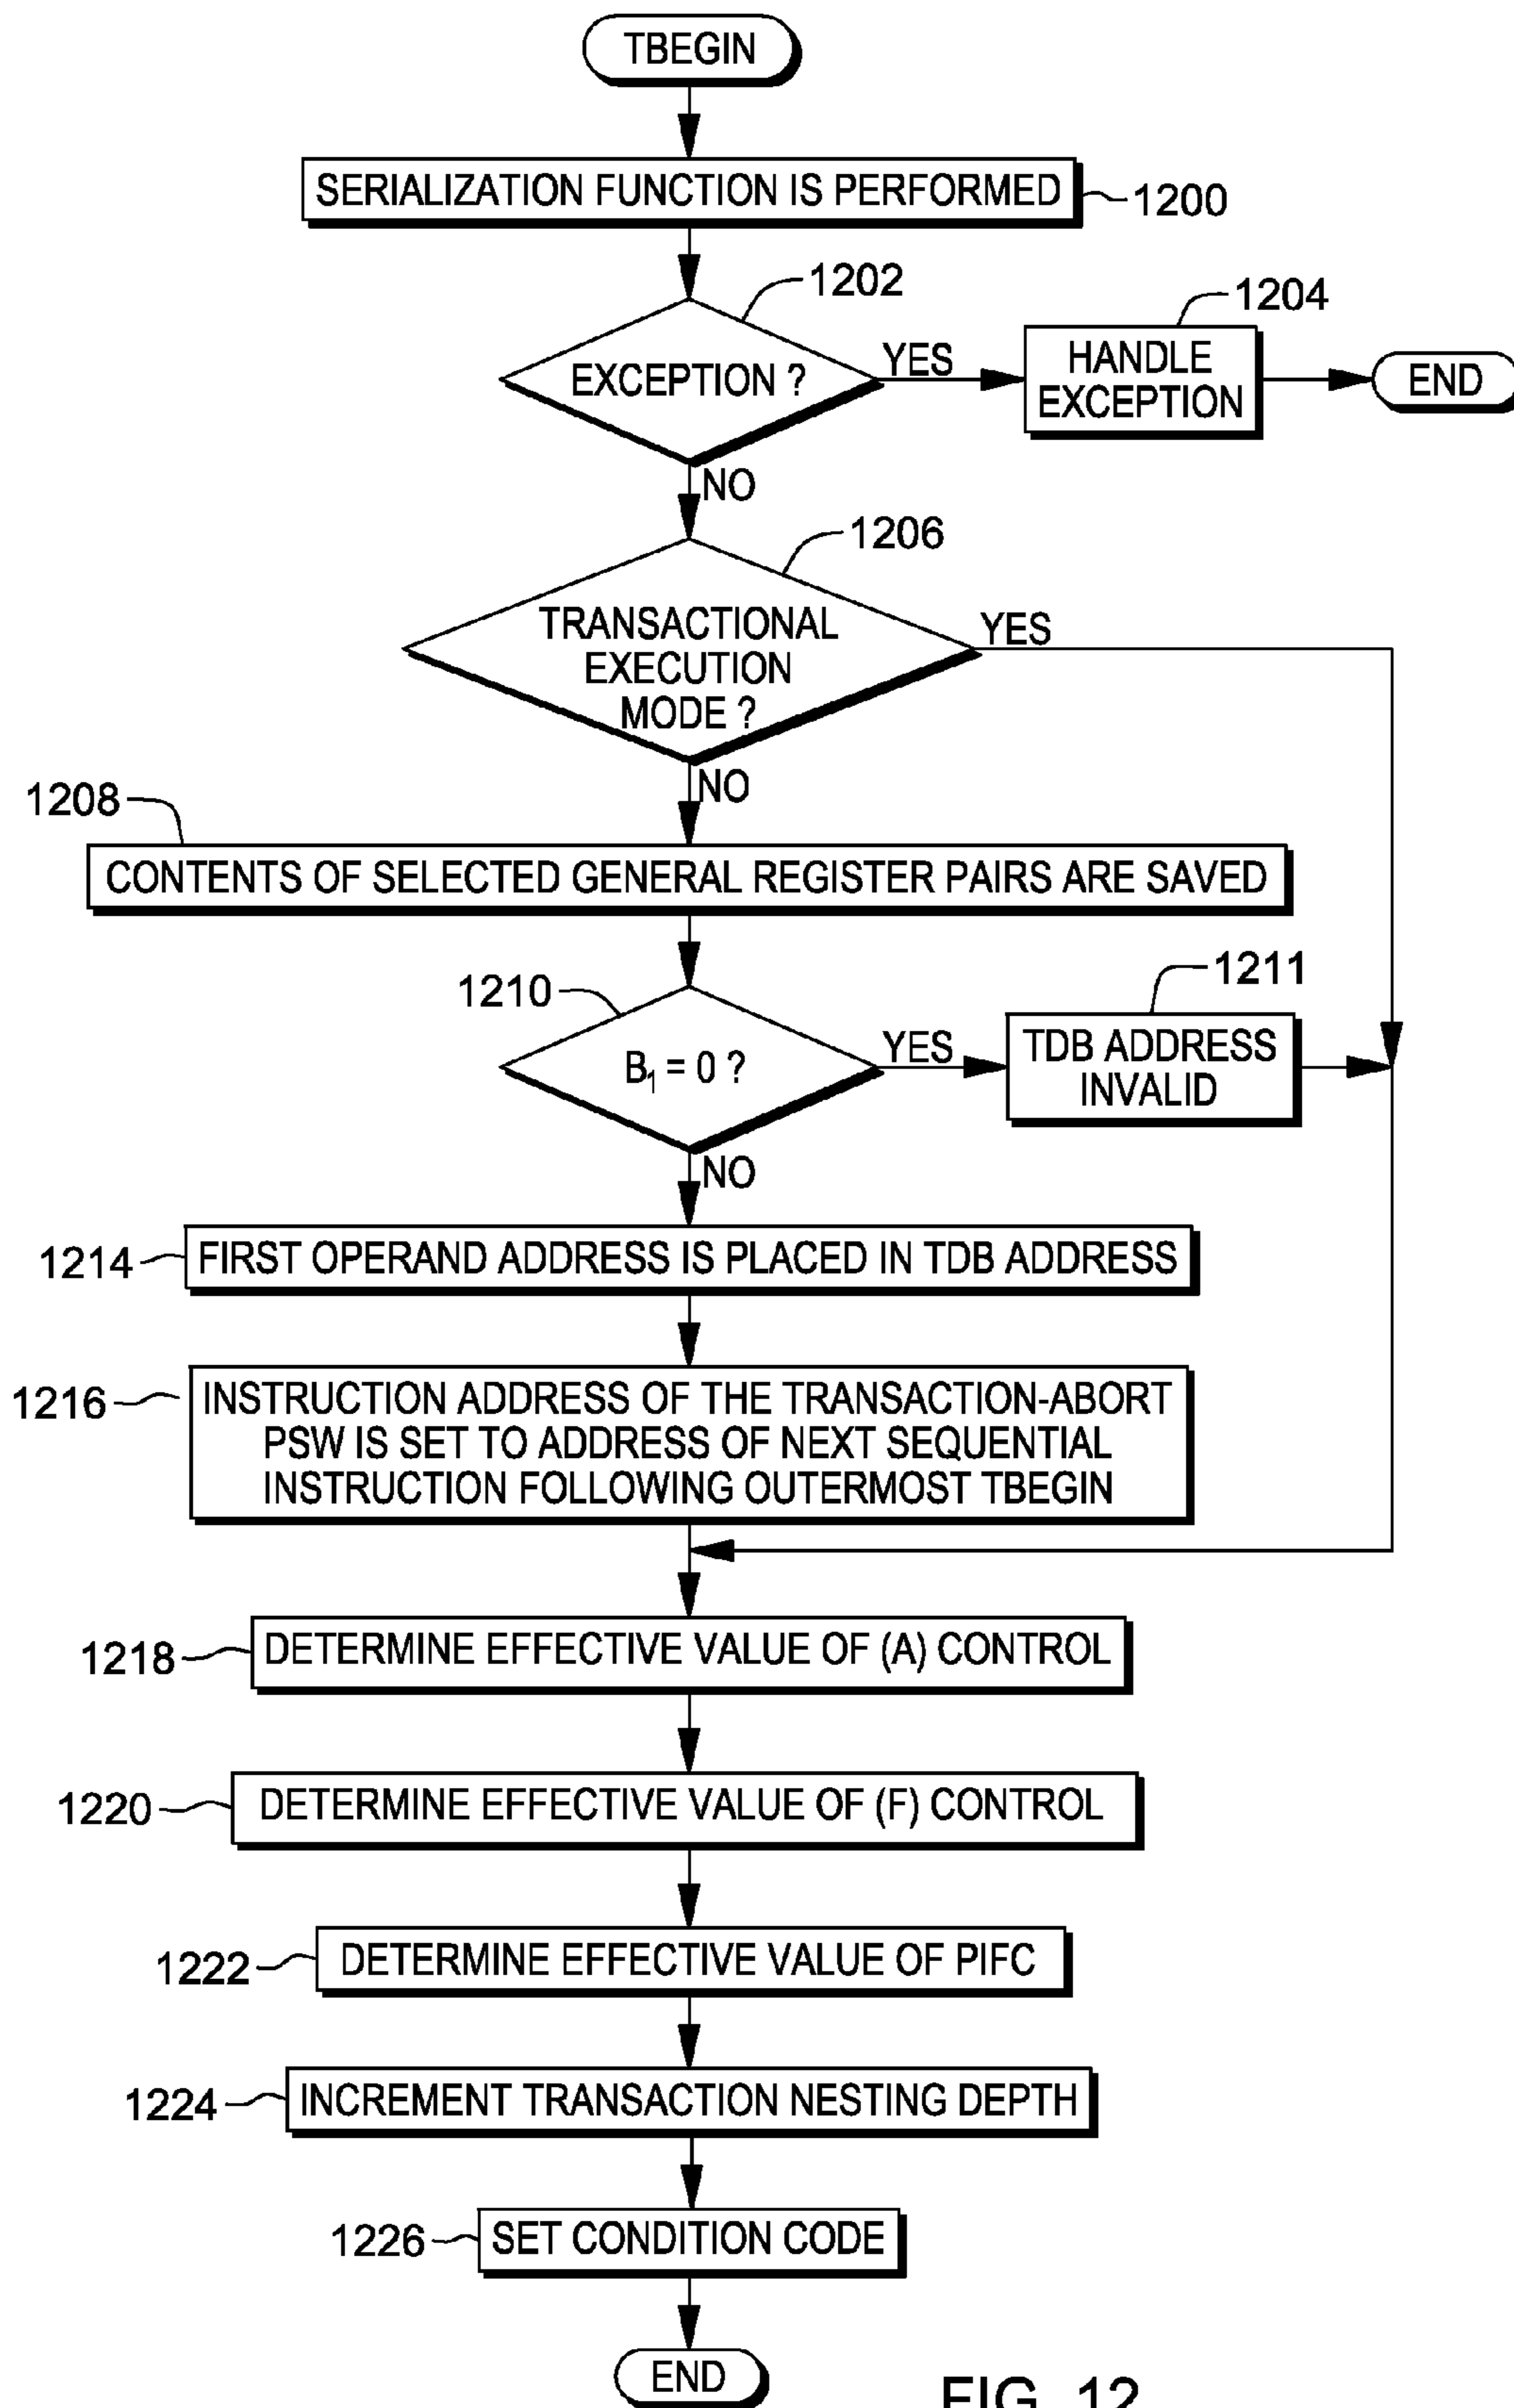 TBEGIN
SERIALIZATION FUNCTION IS PERFORMED
1200
1202
1204
EXCEPTION ?
YES
HANDLE
EXCEPTION
END
NO
1206
TRANSACTIONAL
EXECUTION
MODE ?
YES
NO
1208
CONTENTS OF SELECTED GENERAL REGISTER PAIRS ARE SAVED
1210
1211
B1 = 0 ?
YES
TDB ADDRESS
INVALID
NO
1214
FIRST OPERAND ADDRESS IS PLACED IN TDB ADDRESS
1216
INSTRUCTION ADDRESS OF THE TRANSACTION-ABORT
PSW IS SET TO ADDRESS OF NEXT SEQUENTIAL
INSTRUCTION FOLLOWING OUTERMOST TBEGIN
1218
DETERMINE EFFECTIVE VALUE OF (A) CONTROL
1220
DETERMINE EFFECTIVE VALUE OF (F) CONTROL
1222
DETERMINE EFFECTIVE VALUE OF PIFC
1224
INCREMENT TRANSACTION NESTING DEPTH
1226
SET CONDITION CODE
END
FIG. 12